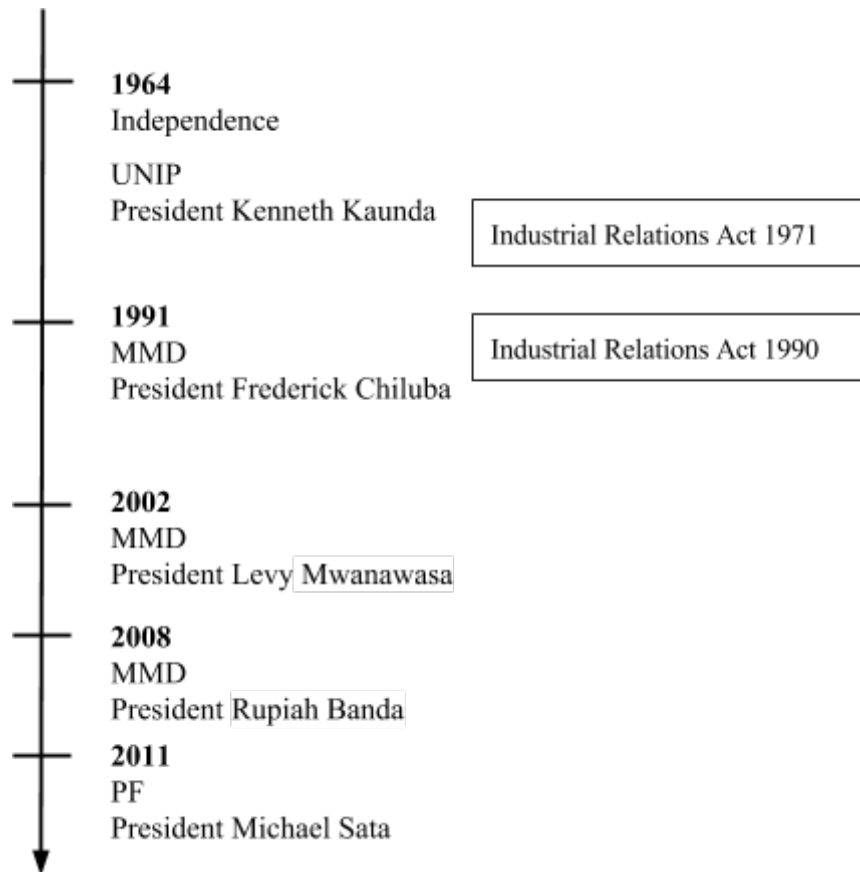 1964
Independence
UNIP
President Kenneth Kaunda
Industrial Relations Act 1971
1991
MMD
President Frederick Chiluba
Industrial Relations Act 1990
2002
MMD
President Levy Mwanawasa
2008
MMD
President Rupiah Banda
2011
PF
President Michael Sata